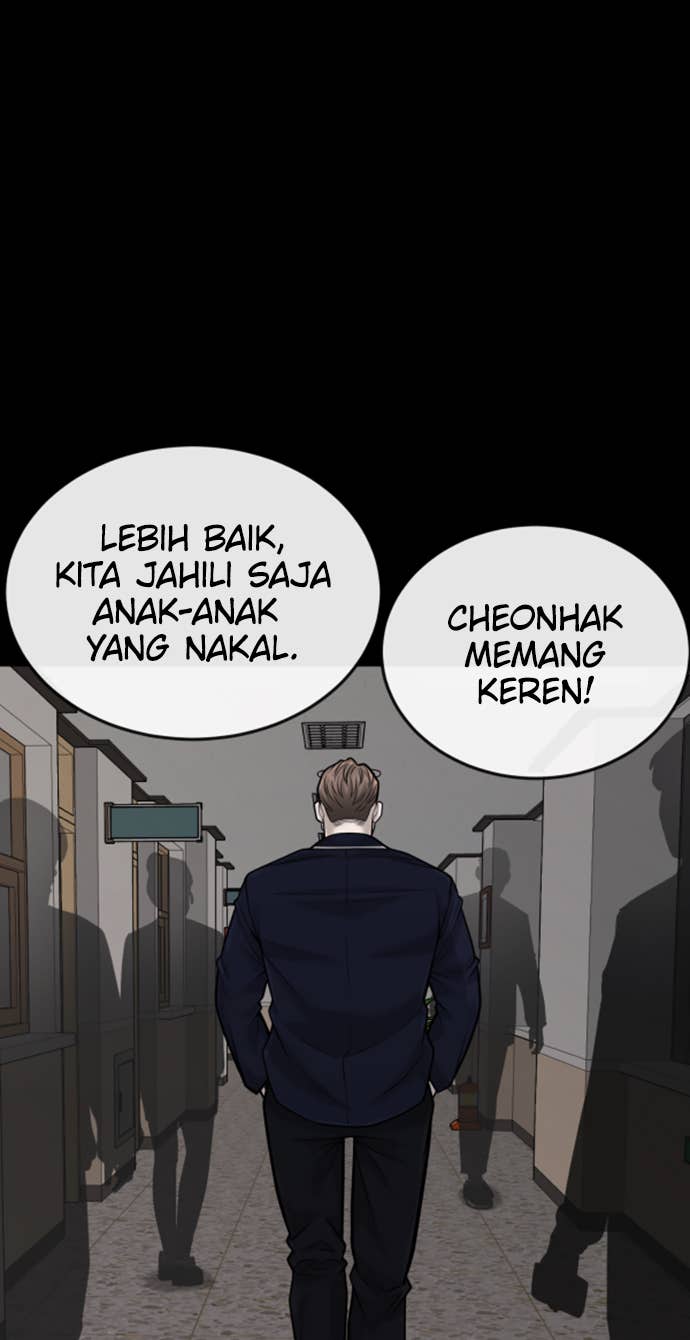 LEBIH BAIK,
KITA JAHILI SAJA
ANAK-ANAK
YANG NAKAL.
CHEONHAK
MEMANG
KEREN!